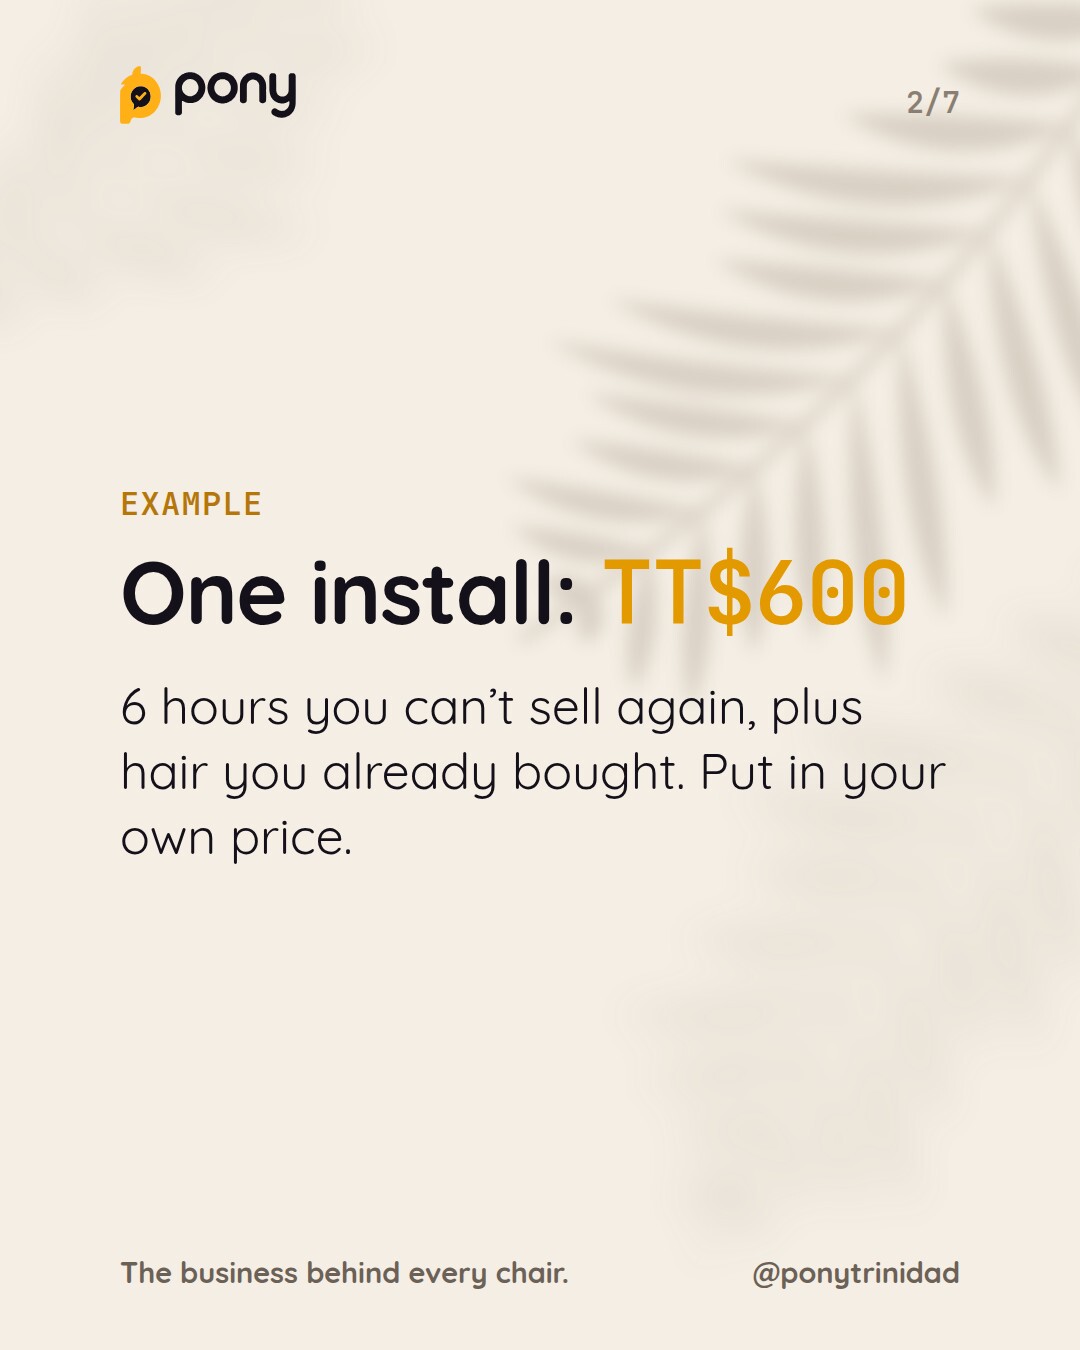 pony
2/7
EXAMPLE
One install: TT$600
6 hours you can’t sell again, plus
hair you already bought. Put in your
own price.
The business behind every chair.
@ponytrinidad